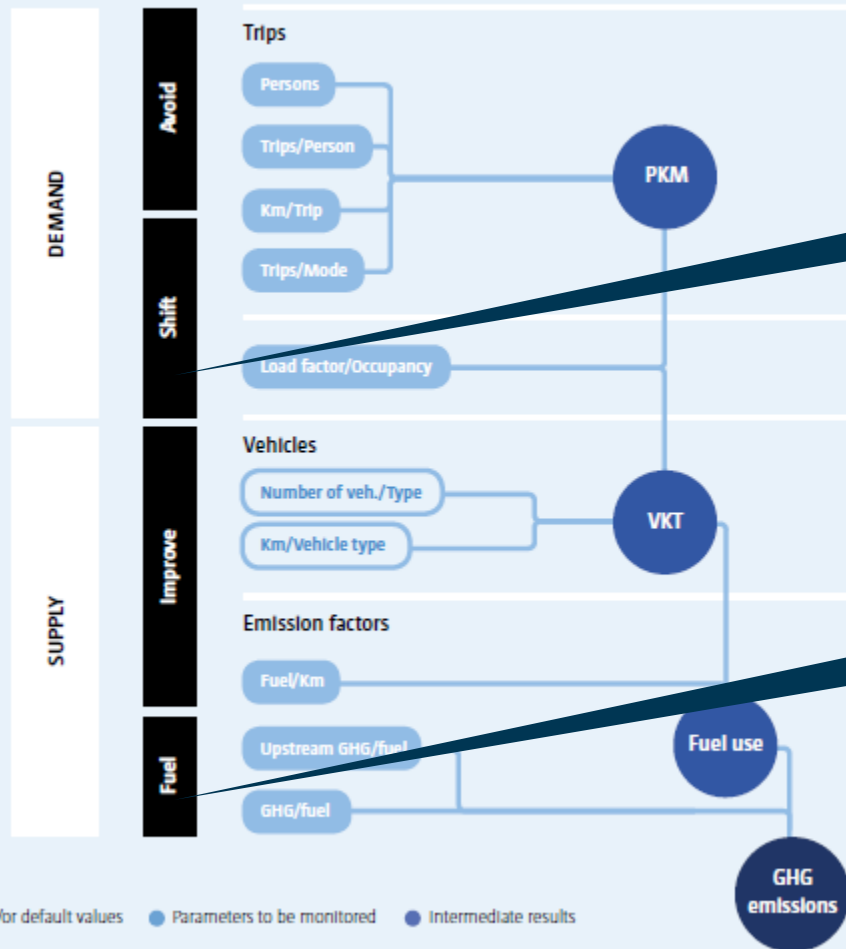 DEMAND
Avoid
Shift
Trips
Persons
Trips/Person
Km/Trip
Trips/Mode
PKM
Load factor/Occupancy
SUPPLY
Improve
Fuel
Vehicles
Number of veh./Type
Km/Vehicle type
VKT
Emission factors
Fuel/Km
Upstream GHG/fuel
GHG/fuel
Fuel use
GHG
emissions
/or default values
Parameters to be monitored
Intermediate results